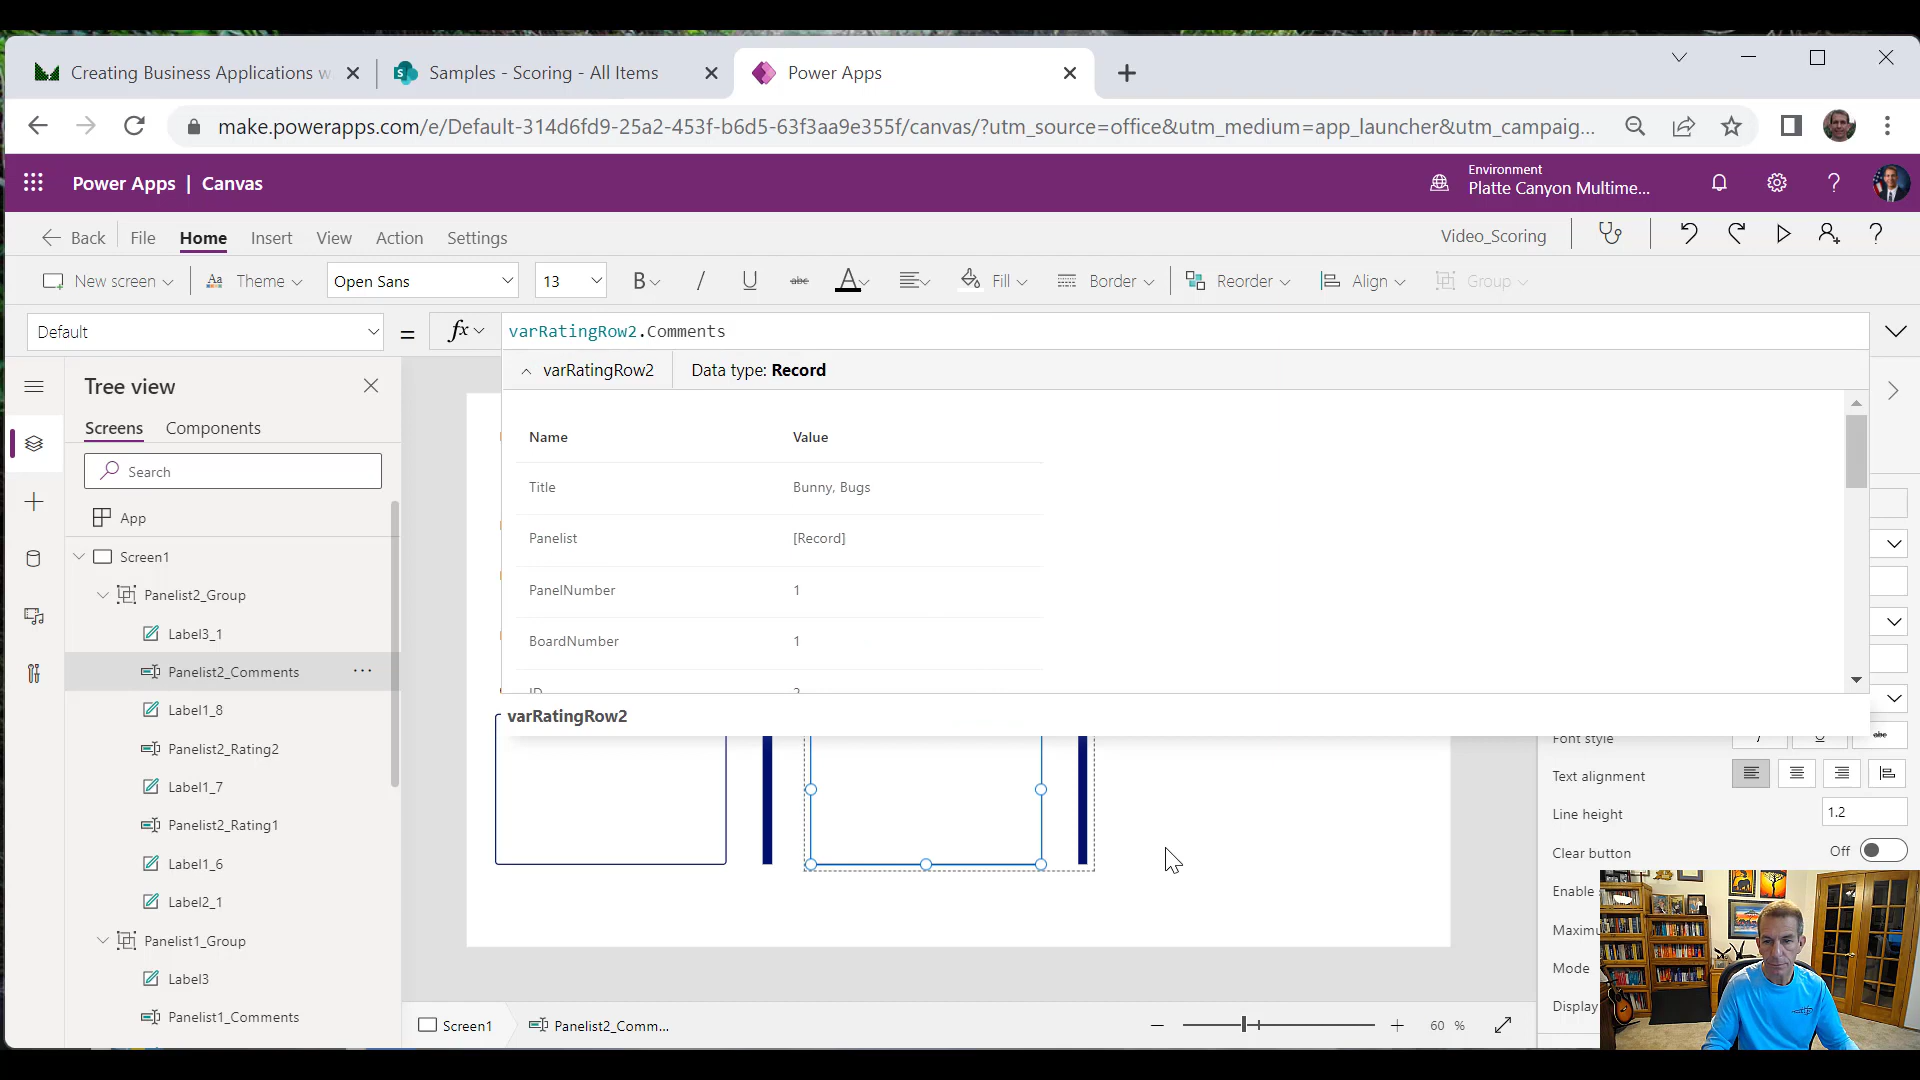 Creating Business Applications w
Samples - Scoring - All Items
Power Apps
make.powerapps.com/e/Default-314d6fd9-25a2-453f-b6d5-63f3aa9e355f/canvas/?utm_source=office&utm_medium=app_launcher&utm_campaig...
Power Apps | Canvas
Environment
Platte Canyon Multime...
Back
File
Home
Insert
View
Action
Settings
Video_Scoring
New screen
Theme
Open Sans
13
Fill
Border
Reorder
Align
Group
Default
=
fx
varRatingRow2.Comments
varRatingRow2
Data type: Record
Name Value
Title Bunny, Bugs
Panelist [Record]
PanelNumber 1
BoardNumber 1
varRatingRow2
Tree view
Screens
Components
Search
App
Screen1
Panelist2_Group
Label3_1
Panelist2_Comments
Label1_8
Panelist2_Rating2
Label1_7
Panelist2_Rating1
Label1_6
Label2_1
Panelist1_Group
Label3
Panelist1_Comments
Font style
Text alignment
Line height
1.2
Clear button
Off
Enable
Maximu
Mode
Display
Screen1
Panelist2_Comm...
60 %